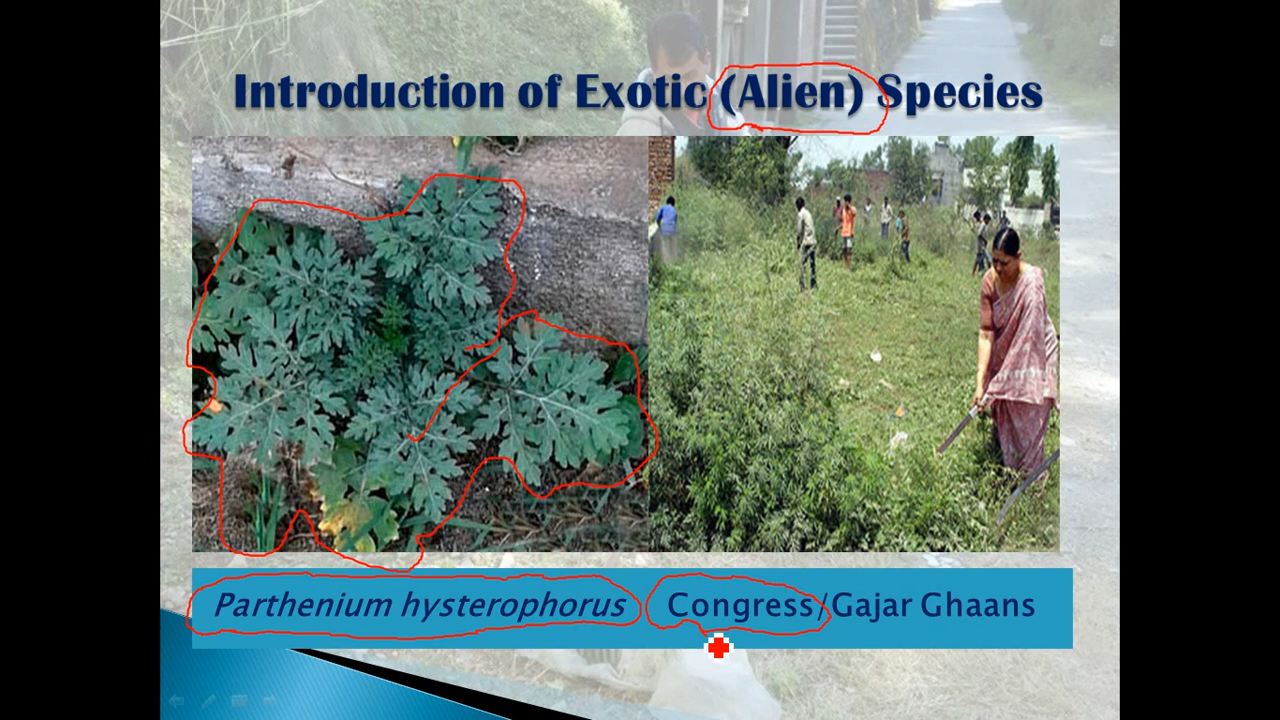 Introduction of Exotic (Alien) Species
Parthenium hysterophorus Congress/Gajar Ghaans